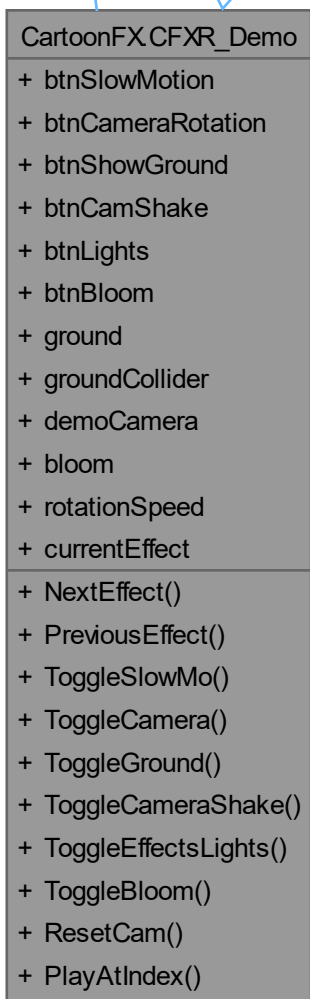 CartoonFX.CFXR_Demo
+ btnSlowMotion
+ btnCameraRotation
+ btnShowGround
+ btnCamShake
+ btnLights
+ btnBloom
+ ground
+ groundCollider
+ demoCamera
+ bloom
+ rotationSpeed
+ currentEffect
+ NextEffect()
+ PreviousEffect()
+ ToggleSlowMo()
+ ToggleCamera()
+ ToggleGround()
+ ToggleCameraShake()
+ ToggleEffectsLights()
+ ToggleBloom()
+ ResetCam()
+ PlayAtIndex()